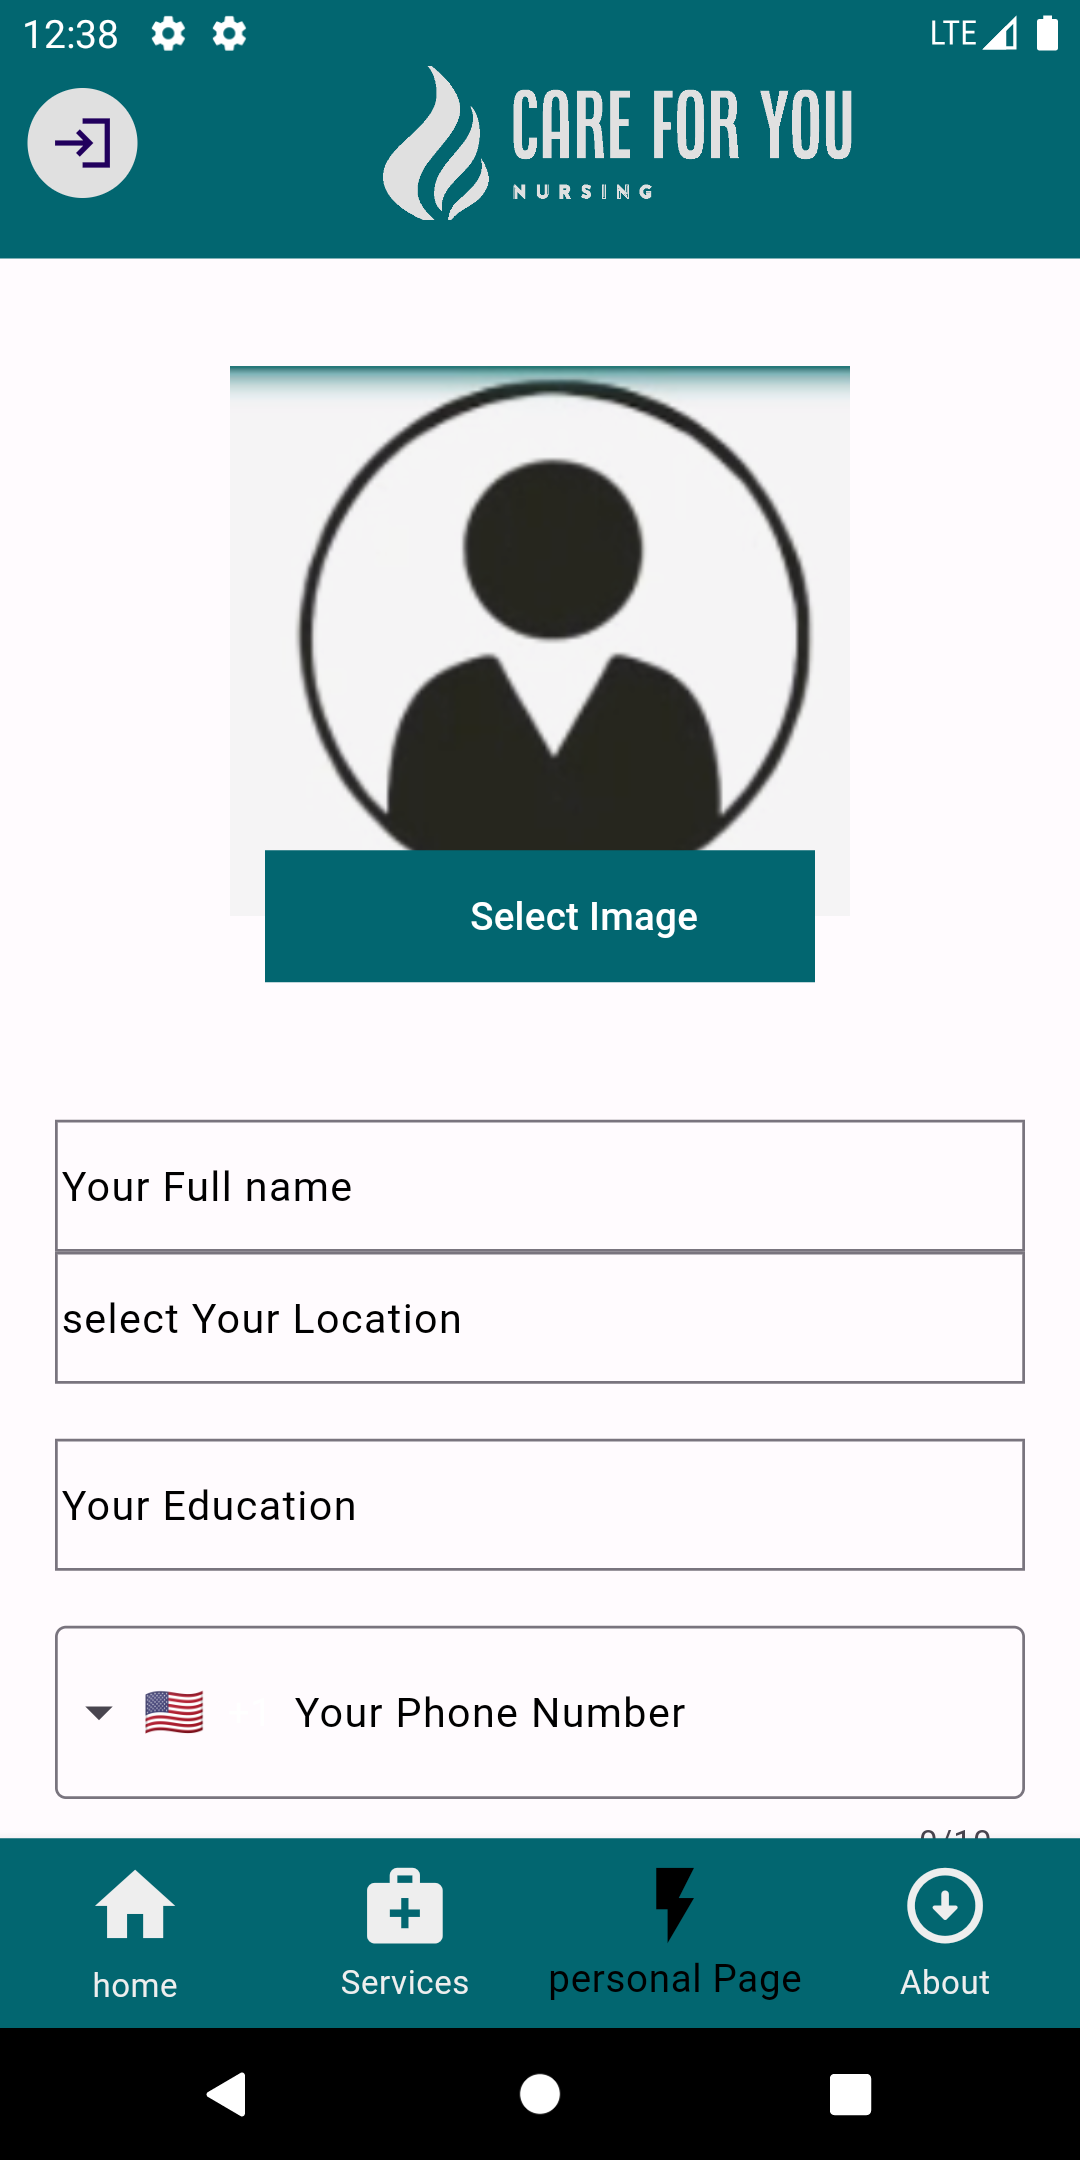 12:38
LTE
CARE FOR YOU
NURSING
Select Image
Your Full name
select Your Location
Your Education
Your Phone Number
home
Services
personal Page
About